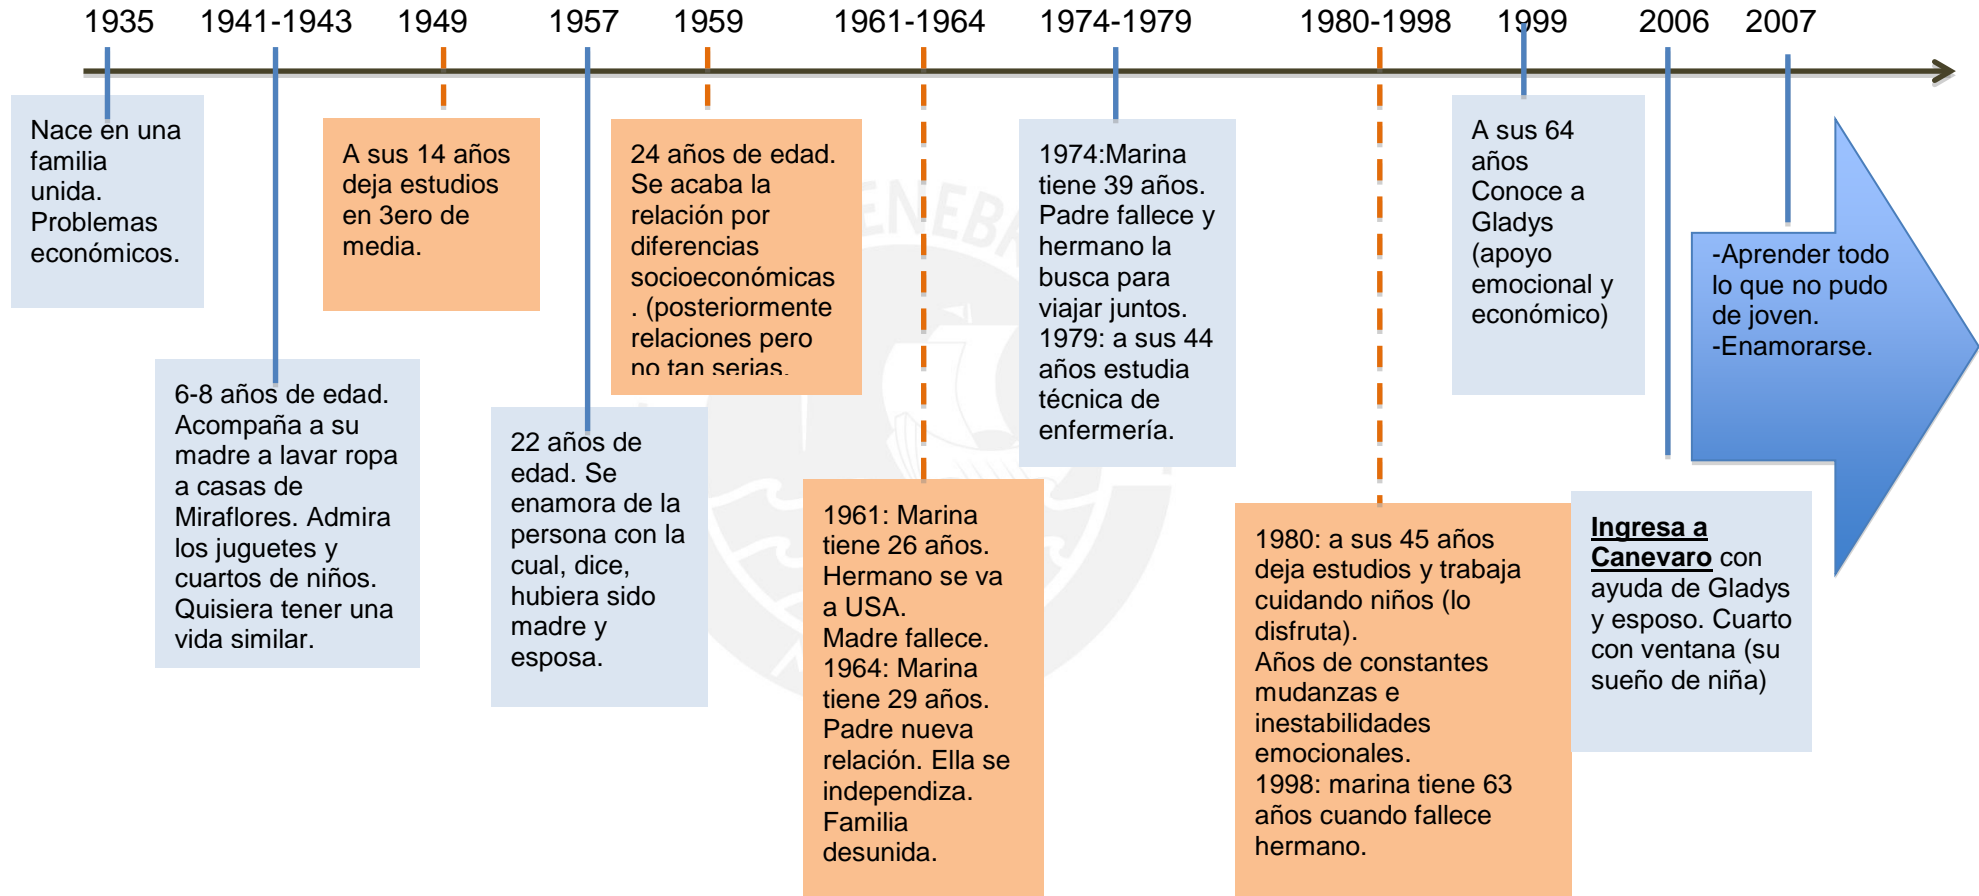 1935
1941-1943
1949
1957
1959
1961-1964
1974-1979
1980-1998
1999
2006
2007
Nace en una
familia
unida.
Problemas
económicos.
6-8 años de edad.
Acompaña a su
madre a lavar ropa
a casas de
Miraflores. Admira
los juguetes y
cuartos de niños.
Quisiera tener una
vida similar.
A sus 14 años
deja estudios
en 3ero de
media.
22 años de
edad. Se
enamora de la
persona con la
cual, dice,
hubiera sido
madre y
esposa.
24 años de edad.
Se acaba la
relación por
diferencias
socioeconómicas
. (posteriormente
relaciones pero
no tan serias.
1961: Marina
tiene 26 años.
Hermano se va
a USA.
Madre fallece.
1964: Marina
tiene 29 años.
Padre nueva
relación. Ella se
independiza.
Familia
desunida.
1974:Marina
tiene 39 años.
Padre fallece y
hermano la
busca para
viajar juntos.
1979: a sus 44
años estudia
técnica de
enfermería.
1980: a sus 45 años
deja estudios y trabaja
cuidando niños (lo
disfruta).
Años de constantes
mudanzas e
inestabilidades
emocionales.
1998: marina tiene 63
años cuando fallece
hermano.
A sus 64
años
Conoce a
Gladys
(apoyo
emocional y
económico)
Ingresa a
Canevaro con
ayuda de Gladys
y esposo. Cuarto
con ventana (su
sueño de niña)
-Aprender todo
lo que no pudo
de joven.
-Enamorarse.